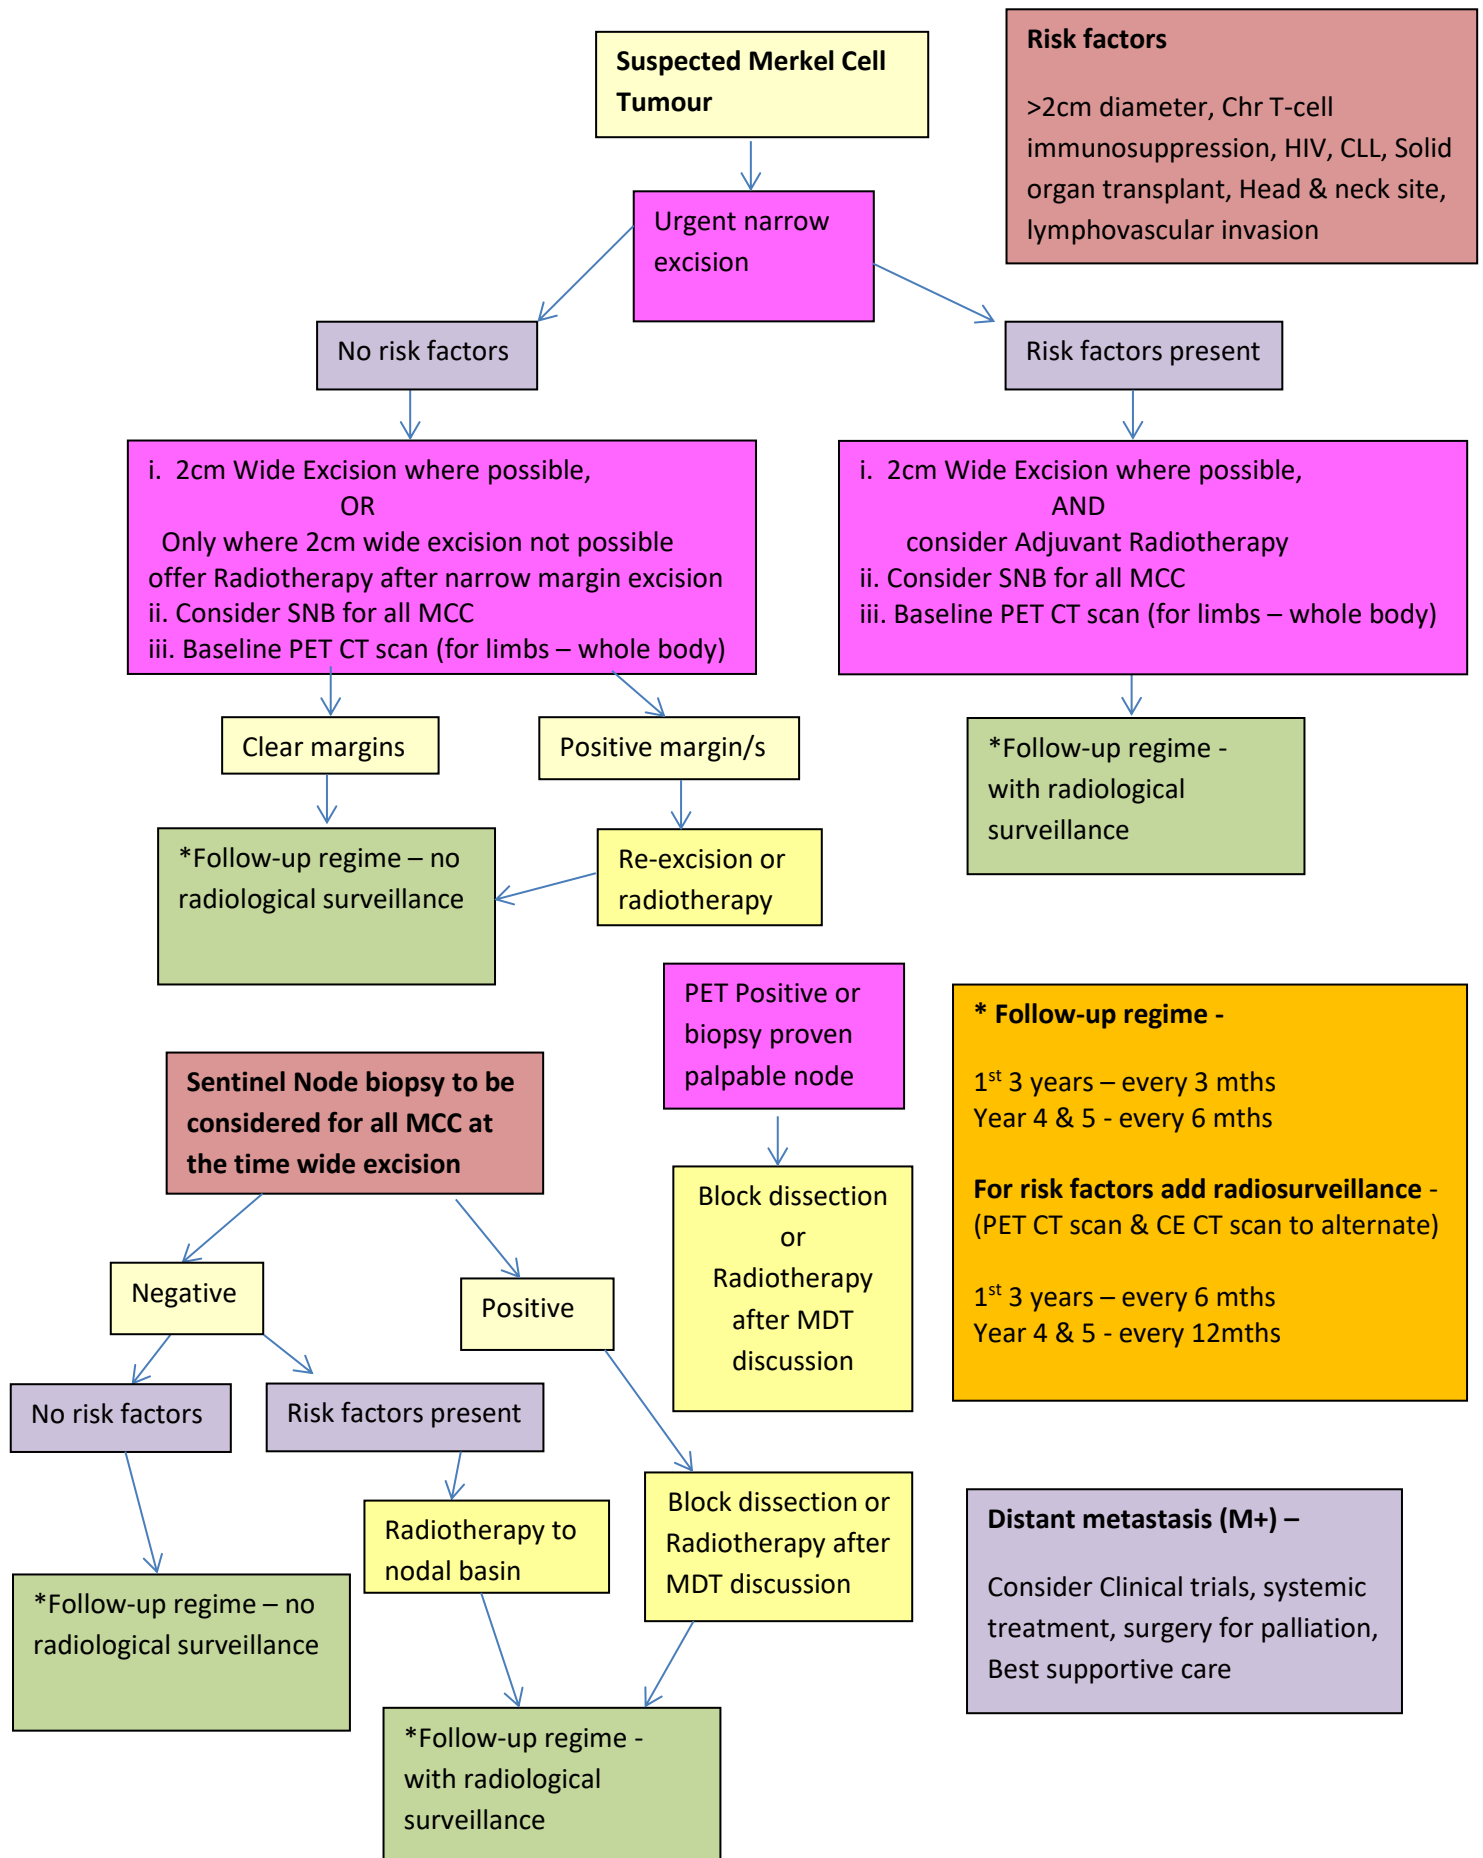 Suspected Merkel Cell
Tumour
Risk factors
>2cm diameter, Chr T-cell
immunosuppression, HIV, CLL, Solid
organ transplant, Head & neck site,
lymphovascular invasion
Urgent narrow
excision
No risk factors
Risk factors present
i. 2cm Wide Excision where possible,
OR
Only where 2cm wide excision not possible
offer Radiotherapy after narrow margin excision
ii. Consider SNB for all MCC
iii. Baseline PET CT scan (for limbs – whole body)
i. 2cm Wide Excision where possible,
AND
consider Adjuvant Radiotherapy
ii. Consider SNB for all MCC
iii. Baseline PET CT scan (for limbs – whole body)
Clear margins
Positive margin/s
*Follow-up regime -
with radiological
surveillance
*Follow-up regime – no
radiological surveillance
Re-excision or
radiotherapy
PET Positive or
biopsy proven
palpable node
* Follow-up regime -
1st 3 years – every 3 mths
Year 4 & 5 - every 6 mths
For risk factors add radiosurveillance -
(PET CT scan & CE CT scan to alternate)
1st 3 years – every 6 mths
Year 4 & 5 - every 12mths
Sentinel Node biopsy to be
considered for all MCC at
the time wide excision
Block dissection
or
Radiotherapy
after MDT
discussion
Negative
Positive
No risk factors
Risk factors present
Radiotherapy to
nodal basin
Block dissection or
Radiotherapy after
MDT discussion
Distant metastasis (M+) –
Consider Clinical trials, systemic
treatment, surgery for palliation,
Best supportive care
*Follow-up regime – no
radiological surveillance
*Follow-up regime -
with radiological
surveillance